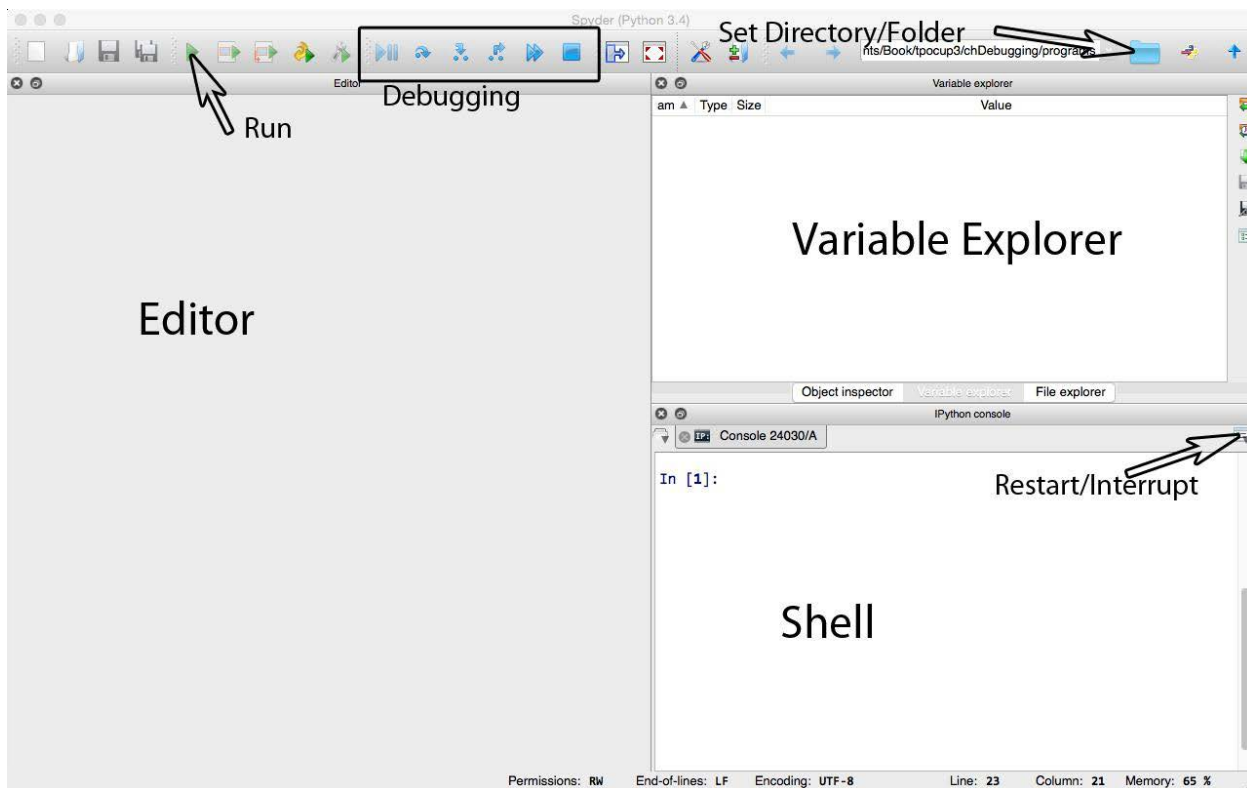 Spyder (Python 3.4)
Set Directory/Folder
nts/Book/tpocup3/chDebugging/programs
Editor
Debugging
Run
Variable explorer
am Type Size Value
Variable Explorer
Editor
Object inspector Variable explorer File explorer
IPython console
IP: Console 24030/A
In [1]:
Restart/Interrupt
Shell
Permissions: RW End-of-lines: LF Encoding: UTF-8 Line: 23 Column: 21 Memory: 65 %